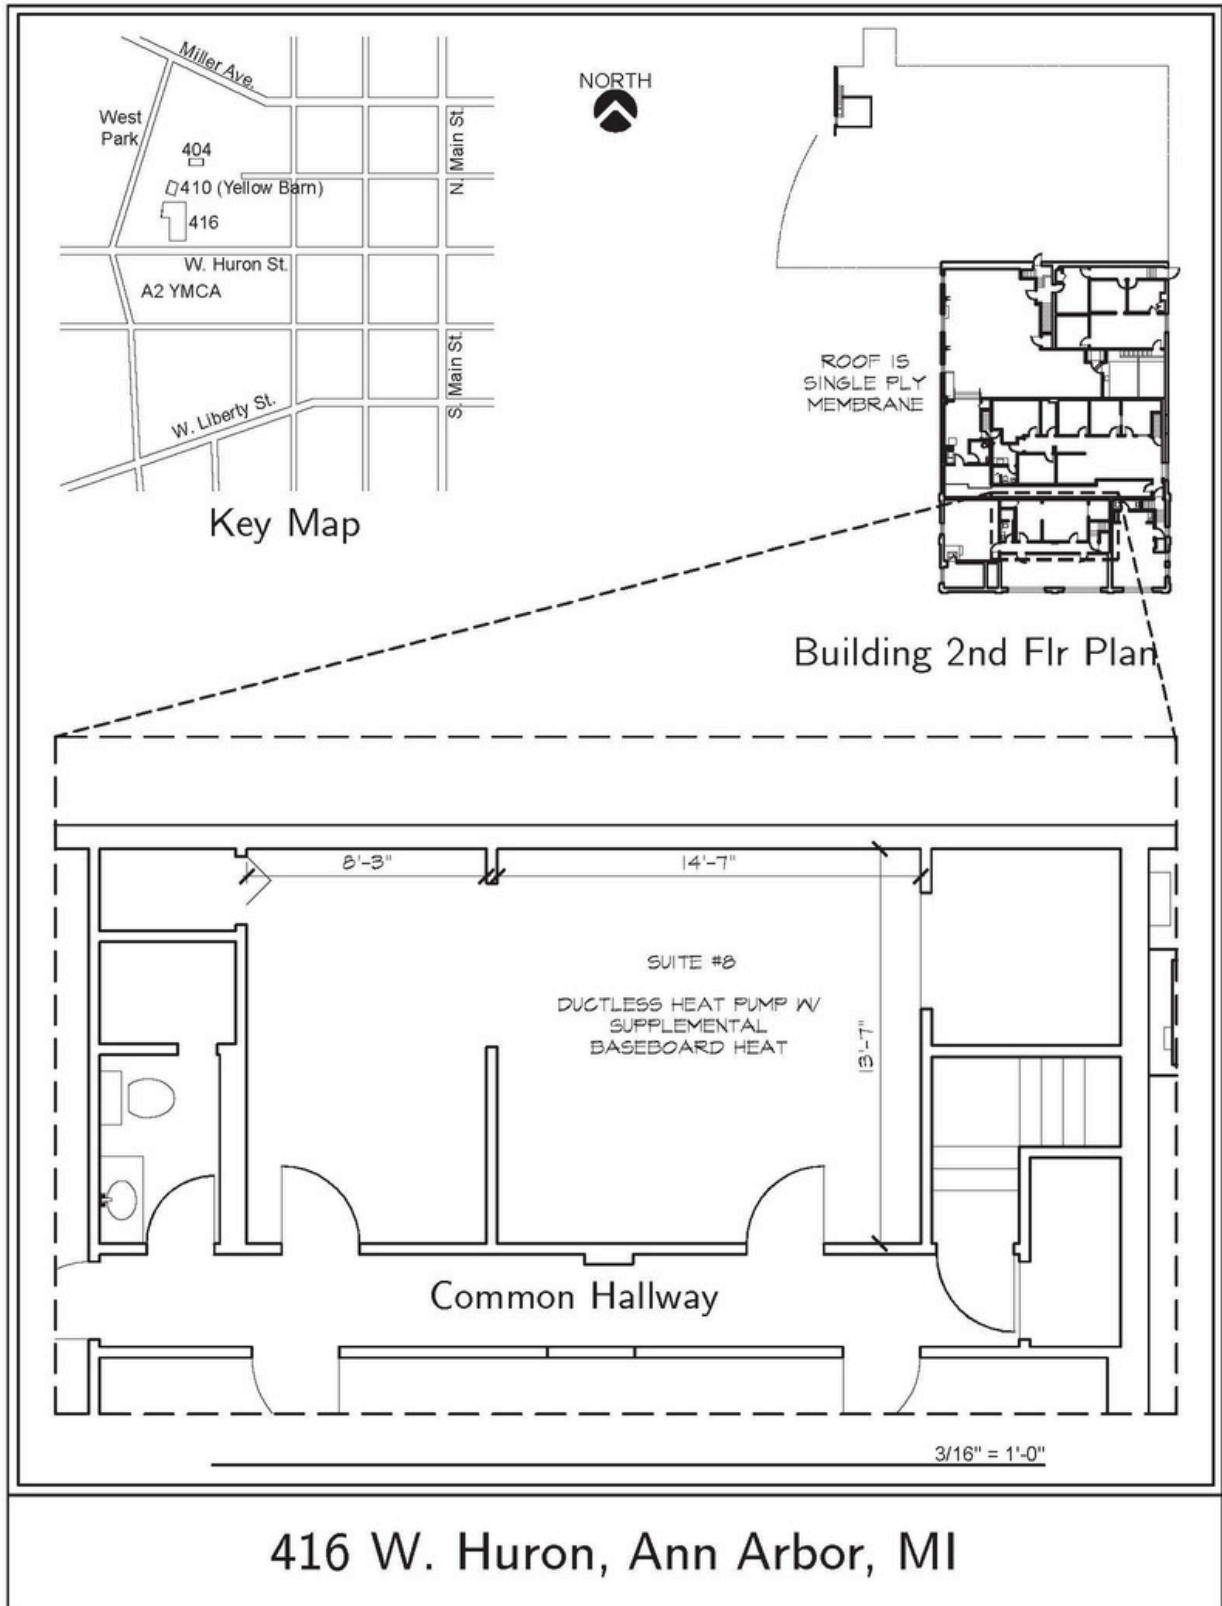 Miller Ave.
West
Park
404
410 (Yellow Barn)
416
N. Main St.
W. Huron St.
A2 YMCA
S. Main St.
W. Liberty St.
Key Map
NORTH
ROOF IS
SINGLE PLY
MEMBRANE
Building 2nd Flr Plan
8'-3"
14'-7"
SUITE #8
DUCTLESS HEAT PUMP W/
SUPPLEMENTAL
BASEBOARD HEAT
13'-7"
Common Hallway
3/16" = 1'-0"
416 W. Huron, Ann Arbor, MI